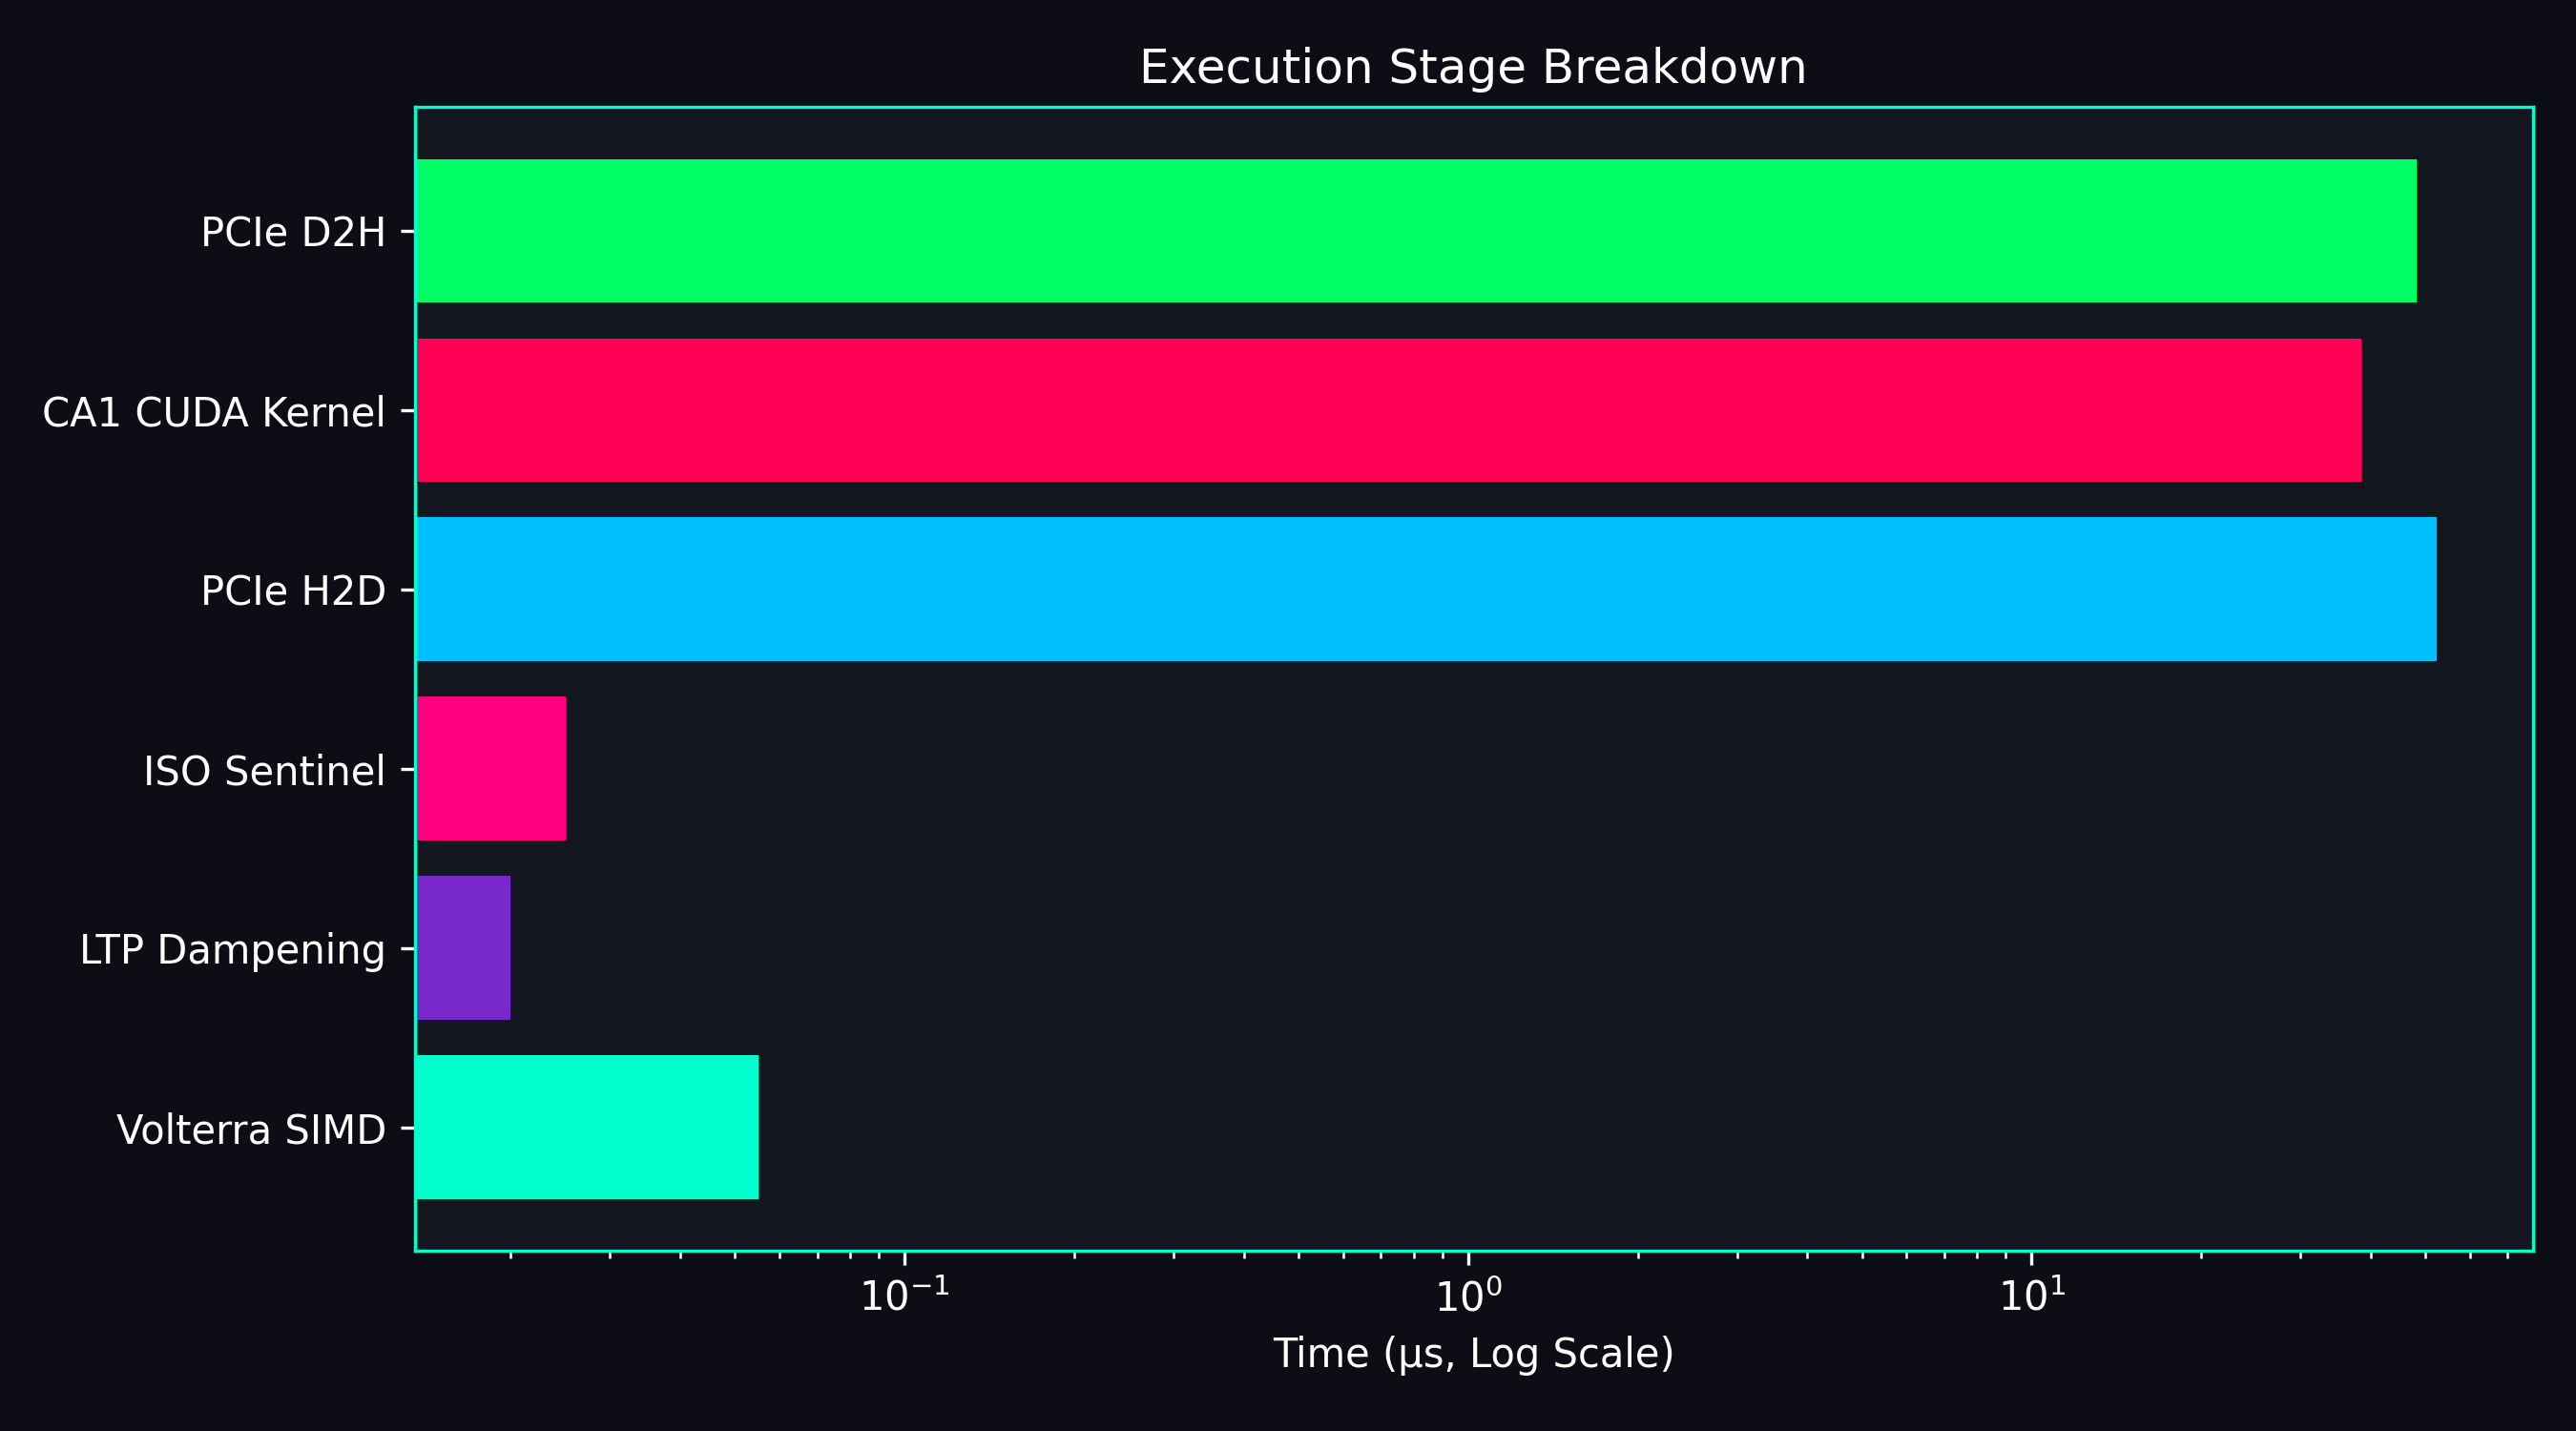 Execution Stage Breakdown
PCIe D2H
CA1 CUDA Kernel
PCIe H2D
ISO Sentinel
LTP Dampening
Volterra SIMD
10⁻¹ 10⁰ 10¹
Time (μs, Log Scale)